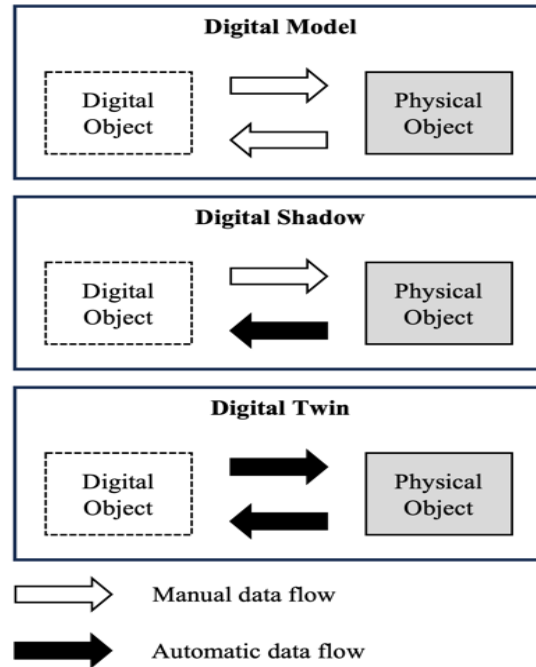 Digital Model
Digital
Object
Physical
Object
Digital Shadow
Digital
Object
Physical
Object
Digital Twin
Digital
Object
Physical
Object
Manual data flow
Automatic data flow